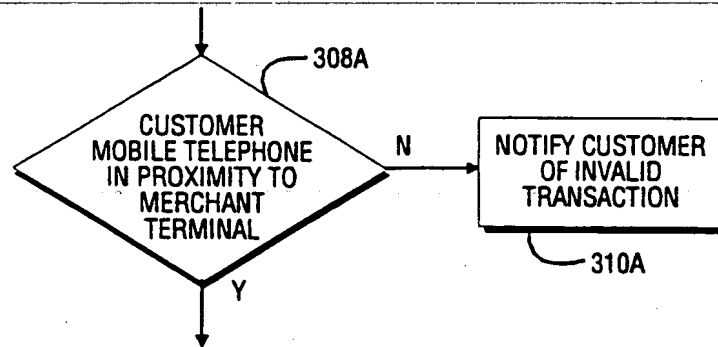 308A
CUSTOMER
MOBILE TELEPHONE
IN PROXIMITY TO
MERCHANT
TERMINAL
N
NOTIFY CUSTOMER
OF INVALID
TRANSACTION
310A
Y